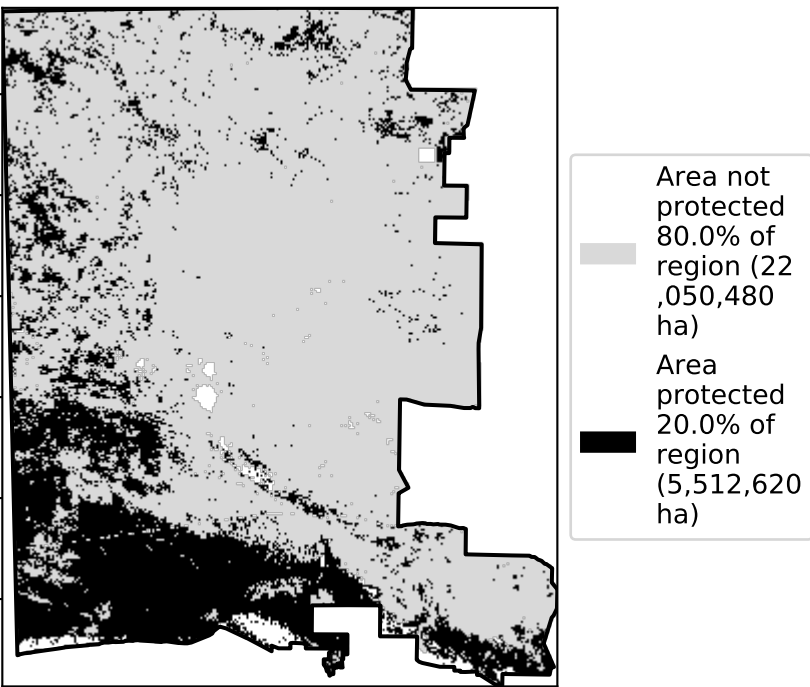 Area not
protected
80.0% of
region (22
,050,480
ha)
Area
protected
20.0% of
region
(5,512,620
ha)